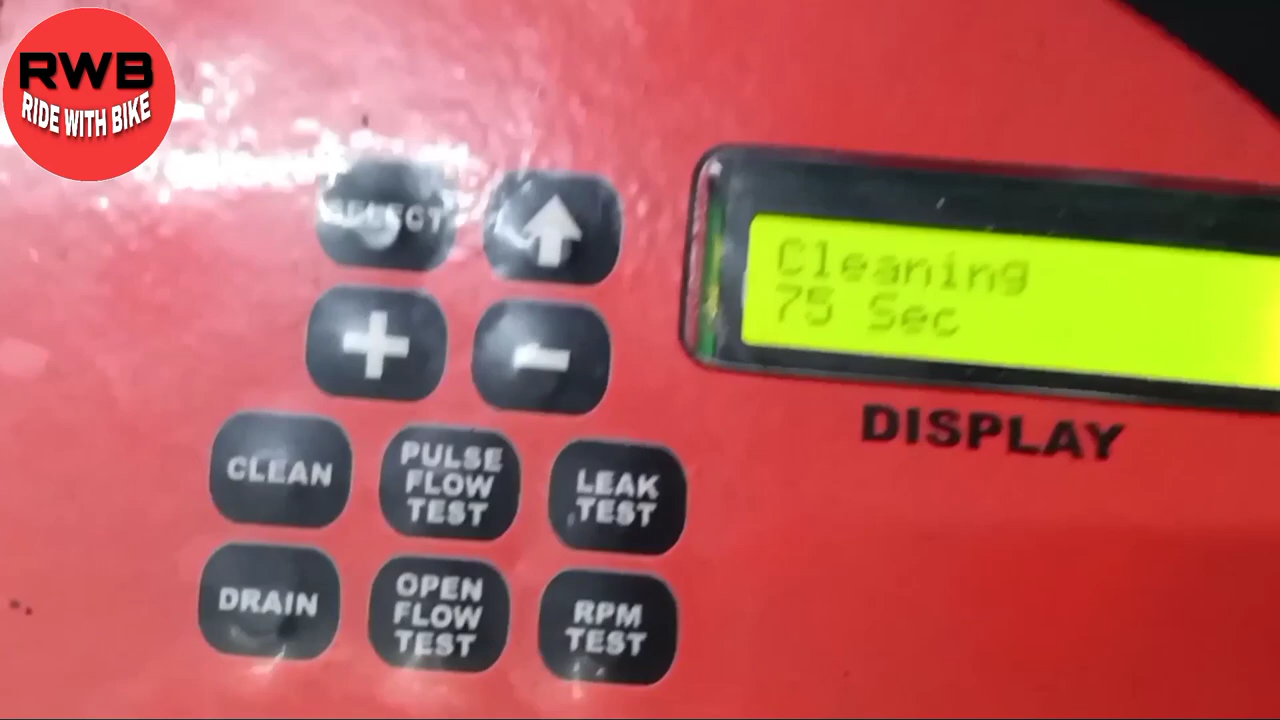 RWB
RIDE WITH BIKE
SELECT
Cleaning
75 Sec
DISPLAY
CLEAN
PULSE
FLOW
TEST
LEAK
TEST
DRAIN
OPEN
FLOW
TEST
RPM
TEST